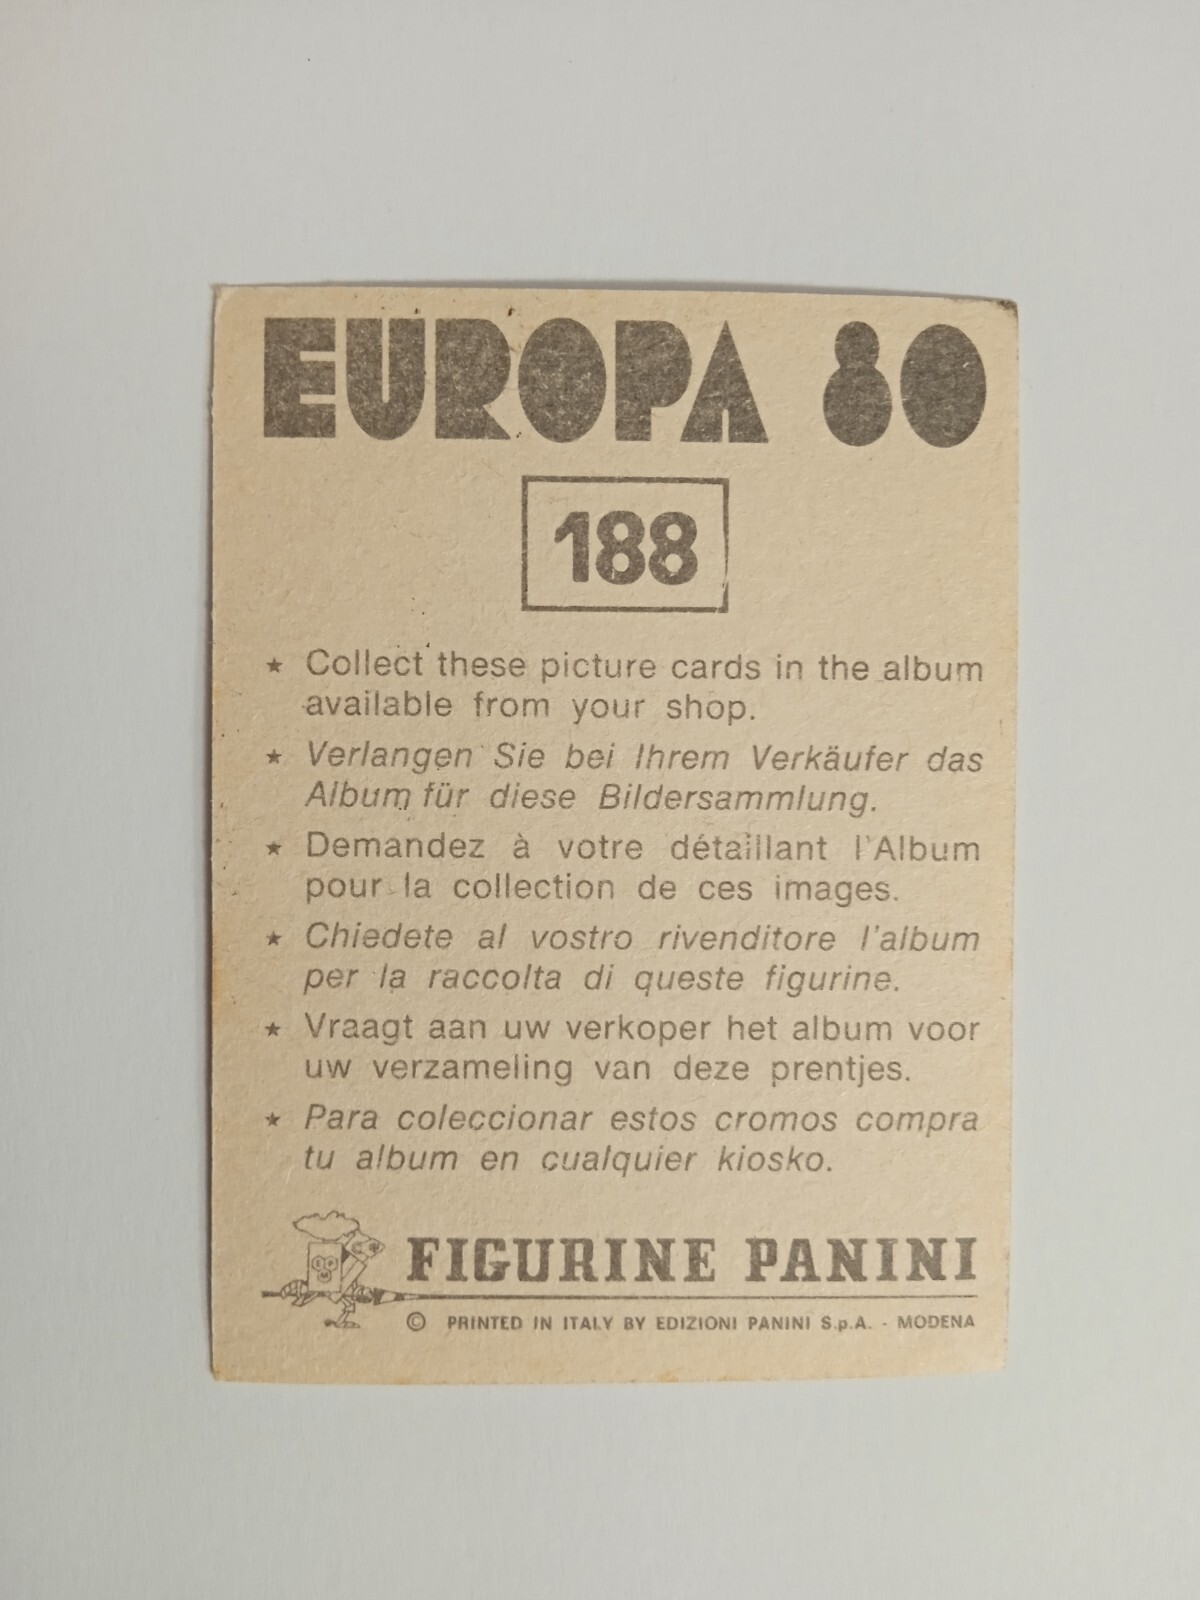 EUROPA 80
188
★ Collect these picture cards in the album
available from your shop.
★ Verlangen Sie bei Ihrem Verkäufer das
Album für diese Bildersammlung.
★ Demandez à votre détaillant l'Album
pour la collection de ces images.
★ Chiedete al vostro rivenditore l'album
per la raccolta di queste figurine.
★ Vraagt aan uw verkoper het album voor
uw verzameling van deze prentjes.
★ Para coleccionar estos cromos compra
tu album en cualquier kiosko.
FIGURINE PANINI
© PRINTED IN ITALY BY EDIZIONI PANINI S.p.A. - MODENA